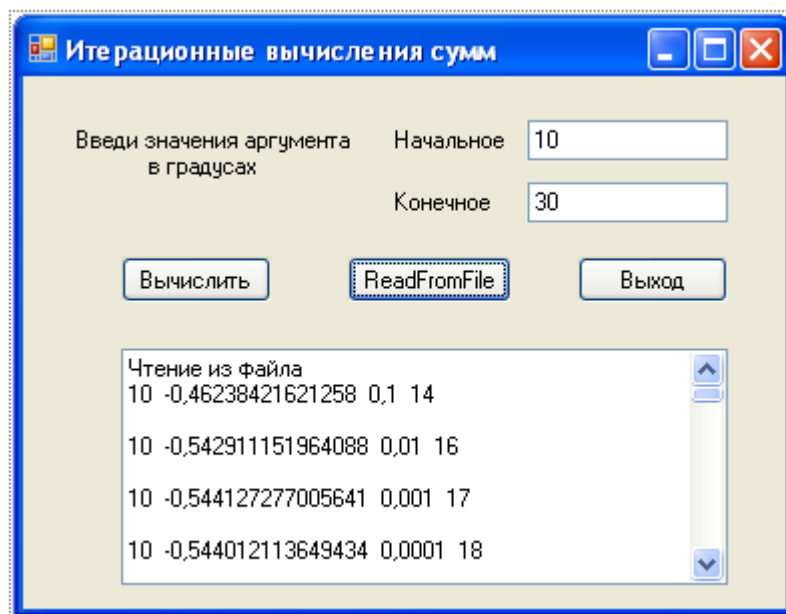 Итерационные вычисления сумм
Введи значения аргумента
в градусах
Начальное 10
Конечное 30
Вычислить ReadFromFile Выход
Чтение из файла
10 -0,46238421621258 0,1 14
10 -0,542911151964088 0,01 16
10 -0,544127277005641 0,001 17
10 -0,544012113649434 0,0001 18